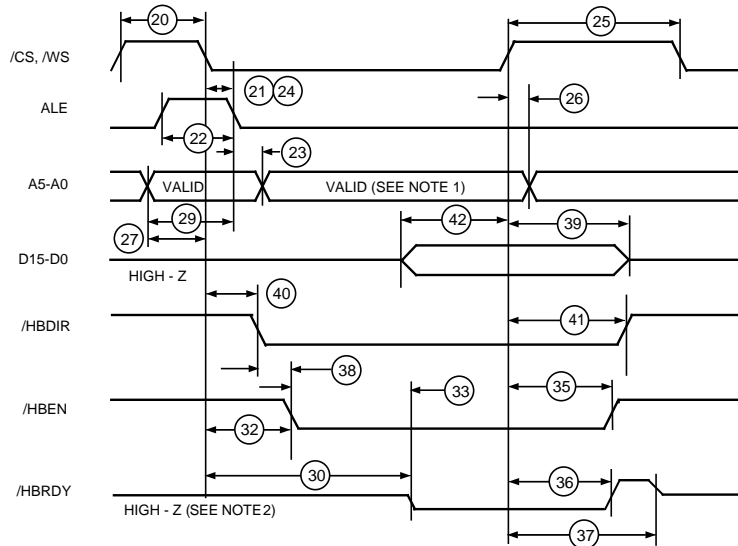 20
25
/CS, /WS
21 24
26
ALE
22
23
A5-A0
VALID
VALID (SEE NOTE 1)
29
42
39
27
D15-D0
HIGH - Z
40
41
/HBDIR
38
33
35
/HBEN
32
30
36
/HBRDY
HIGH - Z (SEE NOTE 2)
37